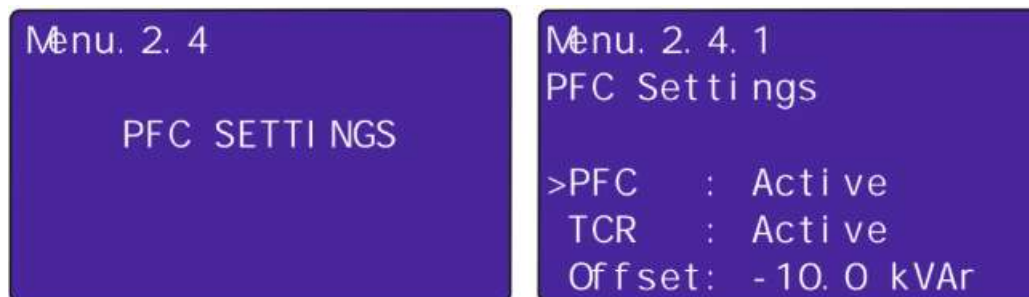 Menu.2.4
PFC SETTINGS
Menu.2.4.1
PFC Settings
>PFC : Active
TCR : Active
Offset: -10.0 kVAr